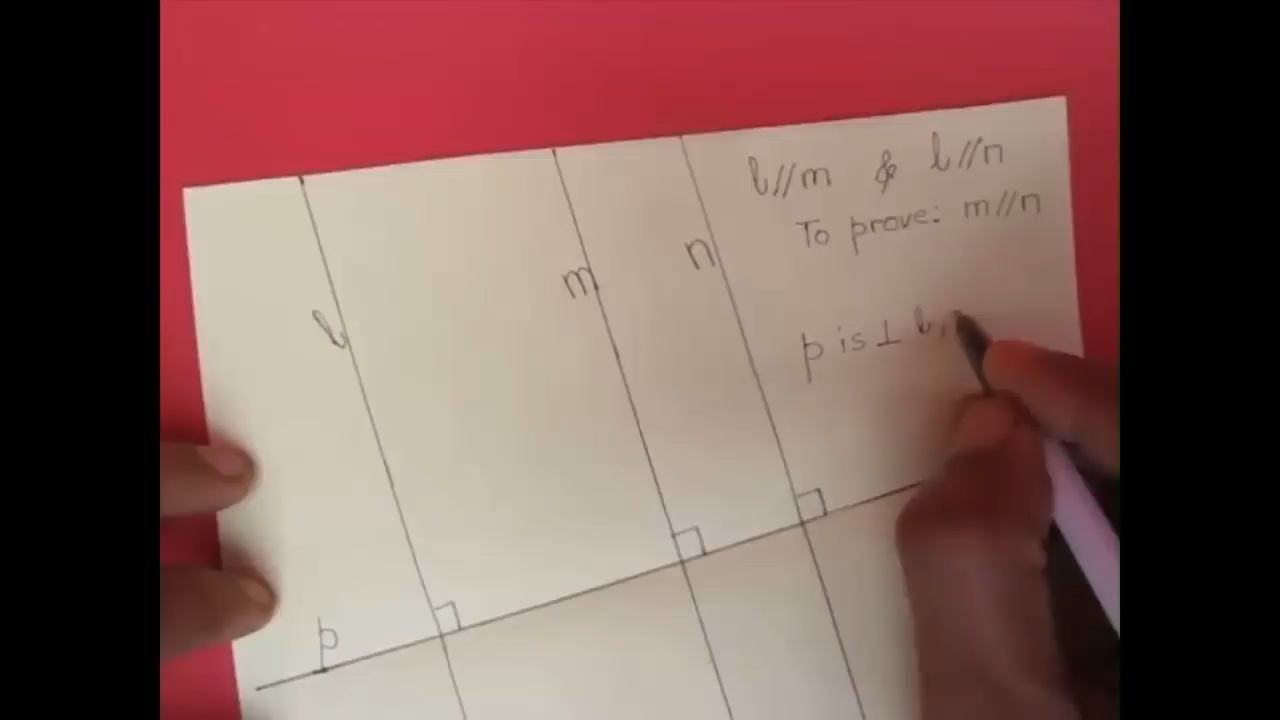 l//m & l//n
To prove: m//n
n
m
l
p is ⊥ l,
p